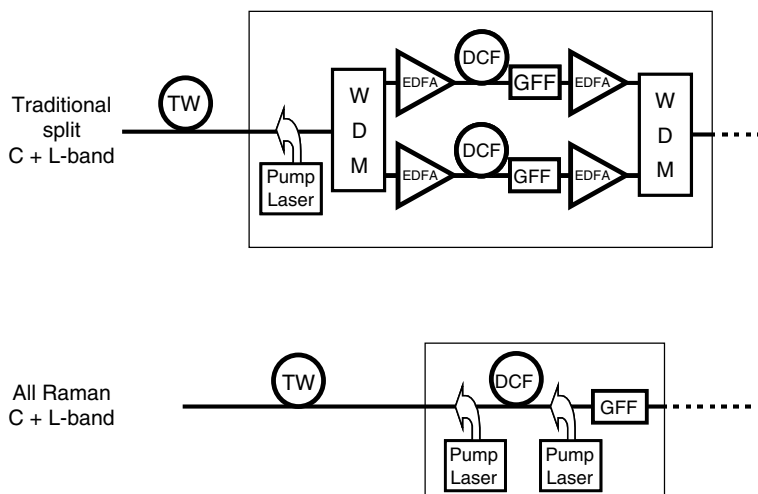 Traditional
split
C + L-band
TW
Pump
Laser
W
D
M
EDFA
DCF
GFF
EDFA
EDFA
DCF
GFF
EDFA
W
D
M
All Raman
C + L-band
TW
DCF
GFF
Pump
Laser
Pump
Laser